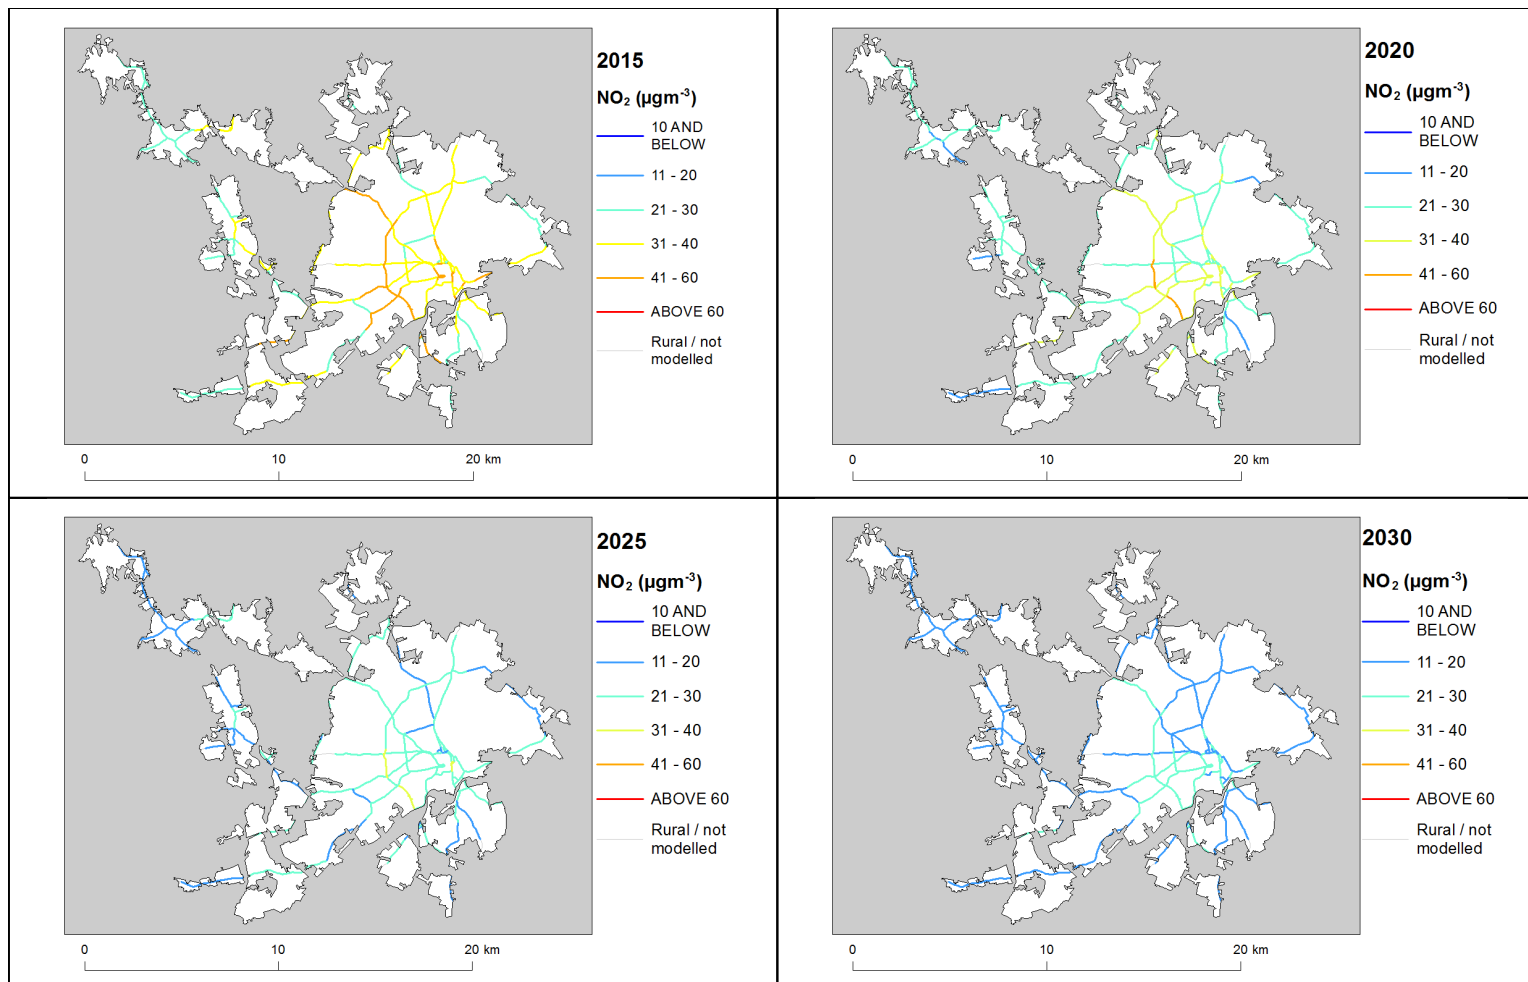 2015
NO₂ (µgm⁻³)
10 AND
BELOW
11 - 20
21 - 30
31 - 40
41 - 60
ABOVE 60
Rural / not
modelled
0 10 20 km
2020
NO₂ (µgm⁻³)
10 AND
BELOW
11 - 20
21 - 30
31 - 40
41 - 60
ABOVE 60
Rural / not
modelled
0 10 20 km
2025
NO₂ (µgm⁻³)
10 AND
BELOW
11 - 20
21 - 30
31 - 40
41 - 60
ABOVE 60
Rural / not
modelled
0 10 20 km
2030
NO₂ (µgm⁻³)
10 AND
BELOW
11 - 20
21 - 30
31 - 40
41 - 60
ABOVE 60
Rural / not
modelled
0 10 20 km